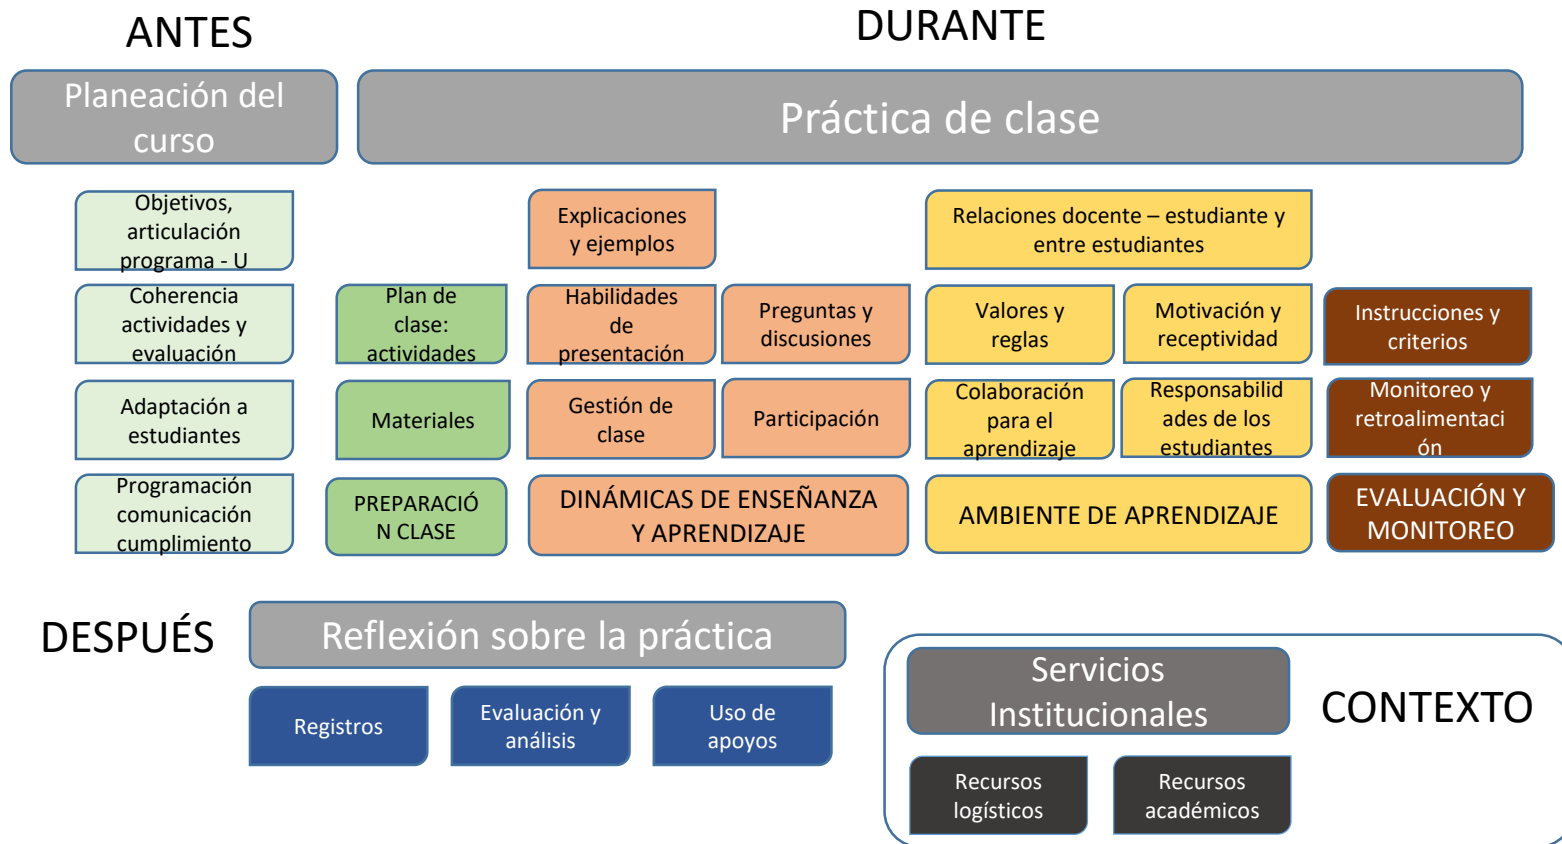 ANTES
DURANTE
Planeación del
curso
Práctica de clase
Objetivos,
articulación
programa - U
Explicaciones
y ejemplos
Relaciones docente – estudiante y
entre estudiantes
Coherencia
actividades y
evaluación
Plan de
clase:
actividades
Habilidades
de
presentación
Preguntas y
discusiones
Valores y
reglas
Motivación y
receptividad
Instrucciones y
criterios
Adaptación a
estudiantes
Materiales
Gestión de
clase
Participación
Colaboración
para el
aprendizaje
Responsabilid
ades de los
estudiantes
Monitoreo y
retroalimentaci
ón
Programación
comunicación
cumplimiento
PREPARACIÓ
N CLASE
DINÁMICAS DE ENSEÑANZA
Y APRENDIZAJE
AMBIENTE DE APRENDIZAJE
EVALUACIÓN Y
MONITOREO
DESPUÉS
Reflexión sobre la práctica
Registros
Evaluación y
análisis
Uso de
apoyos
Servicios
Institucionales
CONTEXTO
Recursos
logísticos
Recursos
académicos